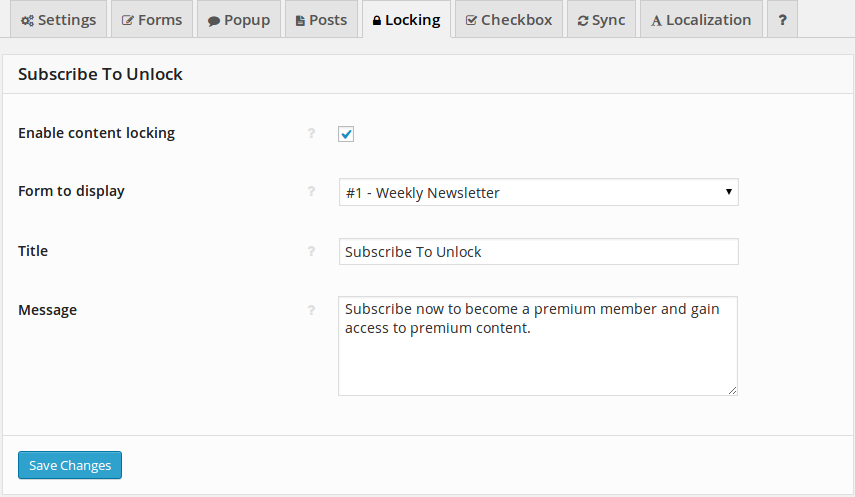 Settings Forms Popup Posts Locking Checkbox Sync Localization ?
Subscribe To Unlock
Enable content locking ?
Form to display ? #1 - Weekly Newsletter
Title ? Subscribe To Unlock
Message ? Subscribe now to become a premium member and gain
access to premium content.
Save Changes